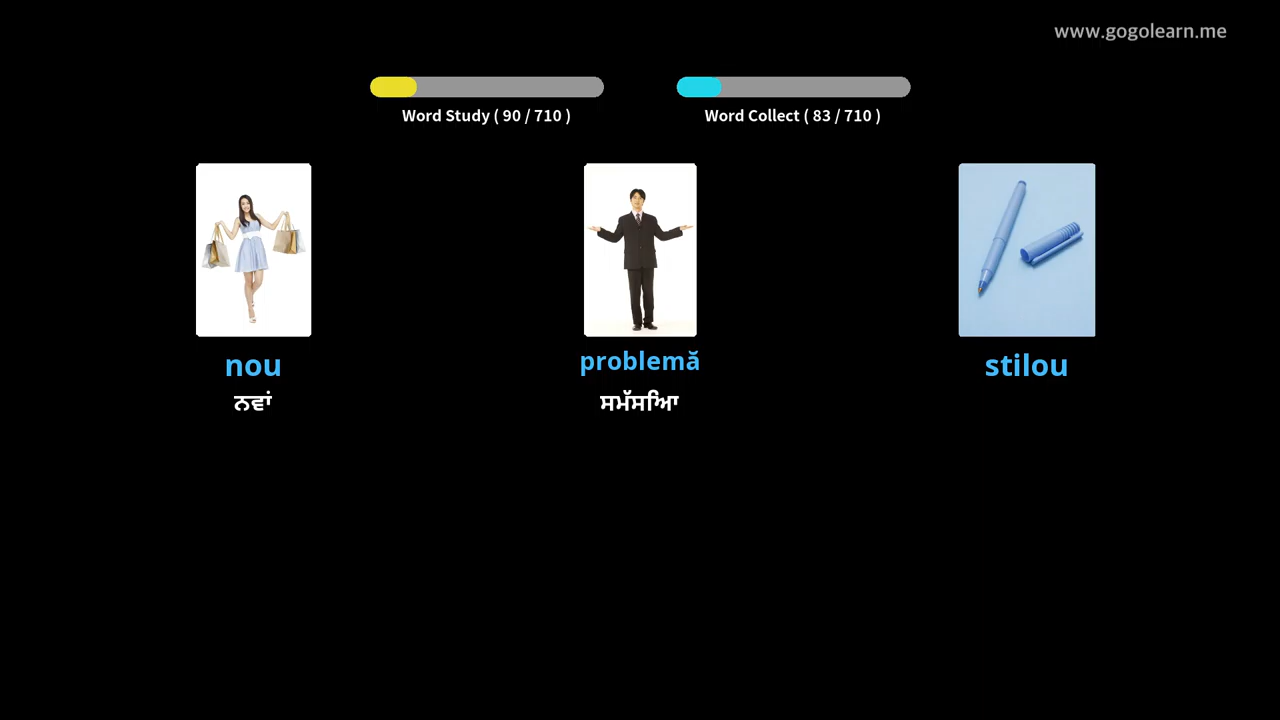 www.gogolearn.me
Word Study ( 90 / 710 )
Word Collect ( 83 / 710 )
nou
problemă
stilou
ਨਵਾਂ
ਸਮੱਸਿਆ